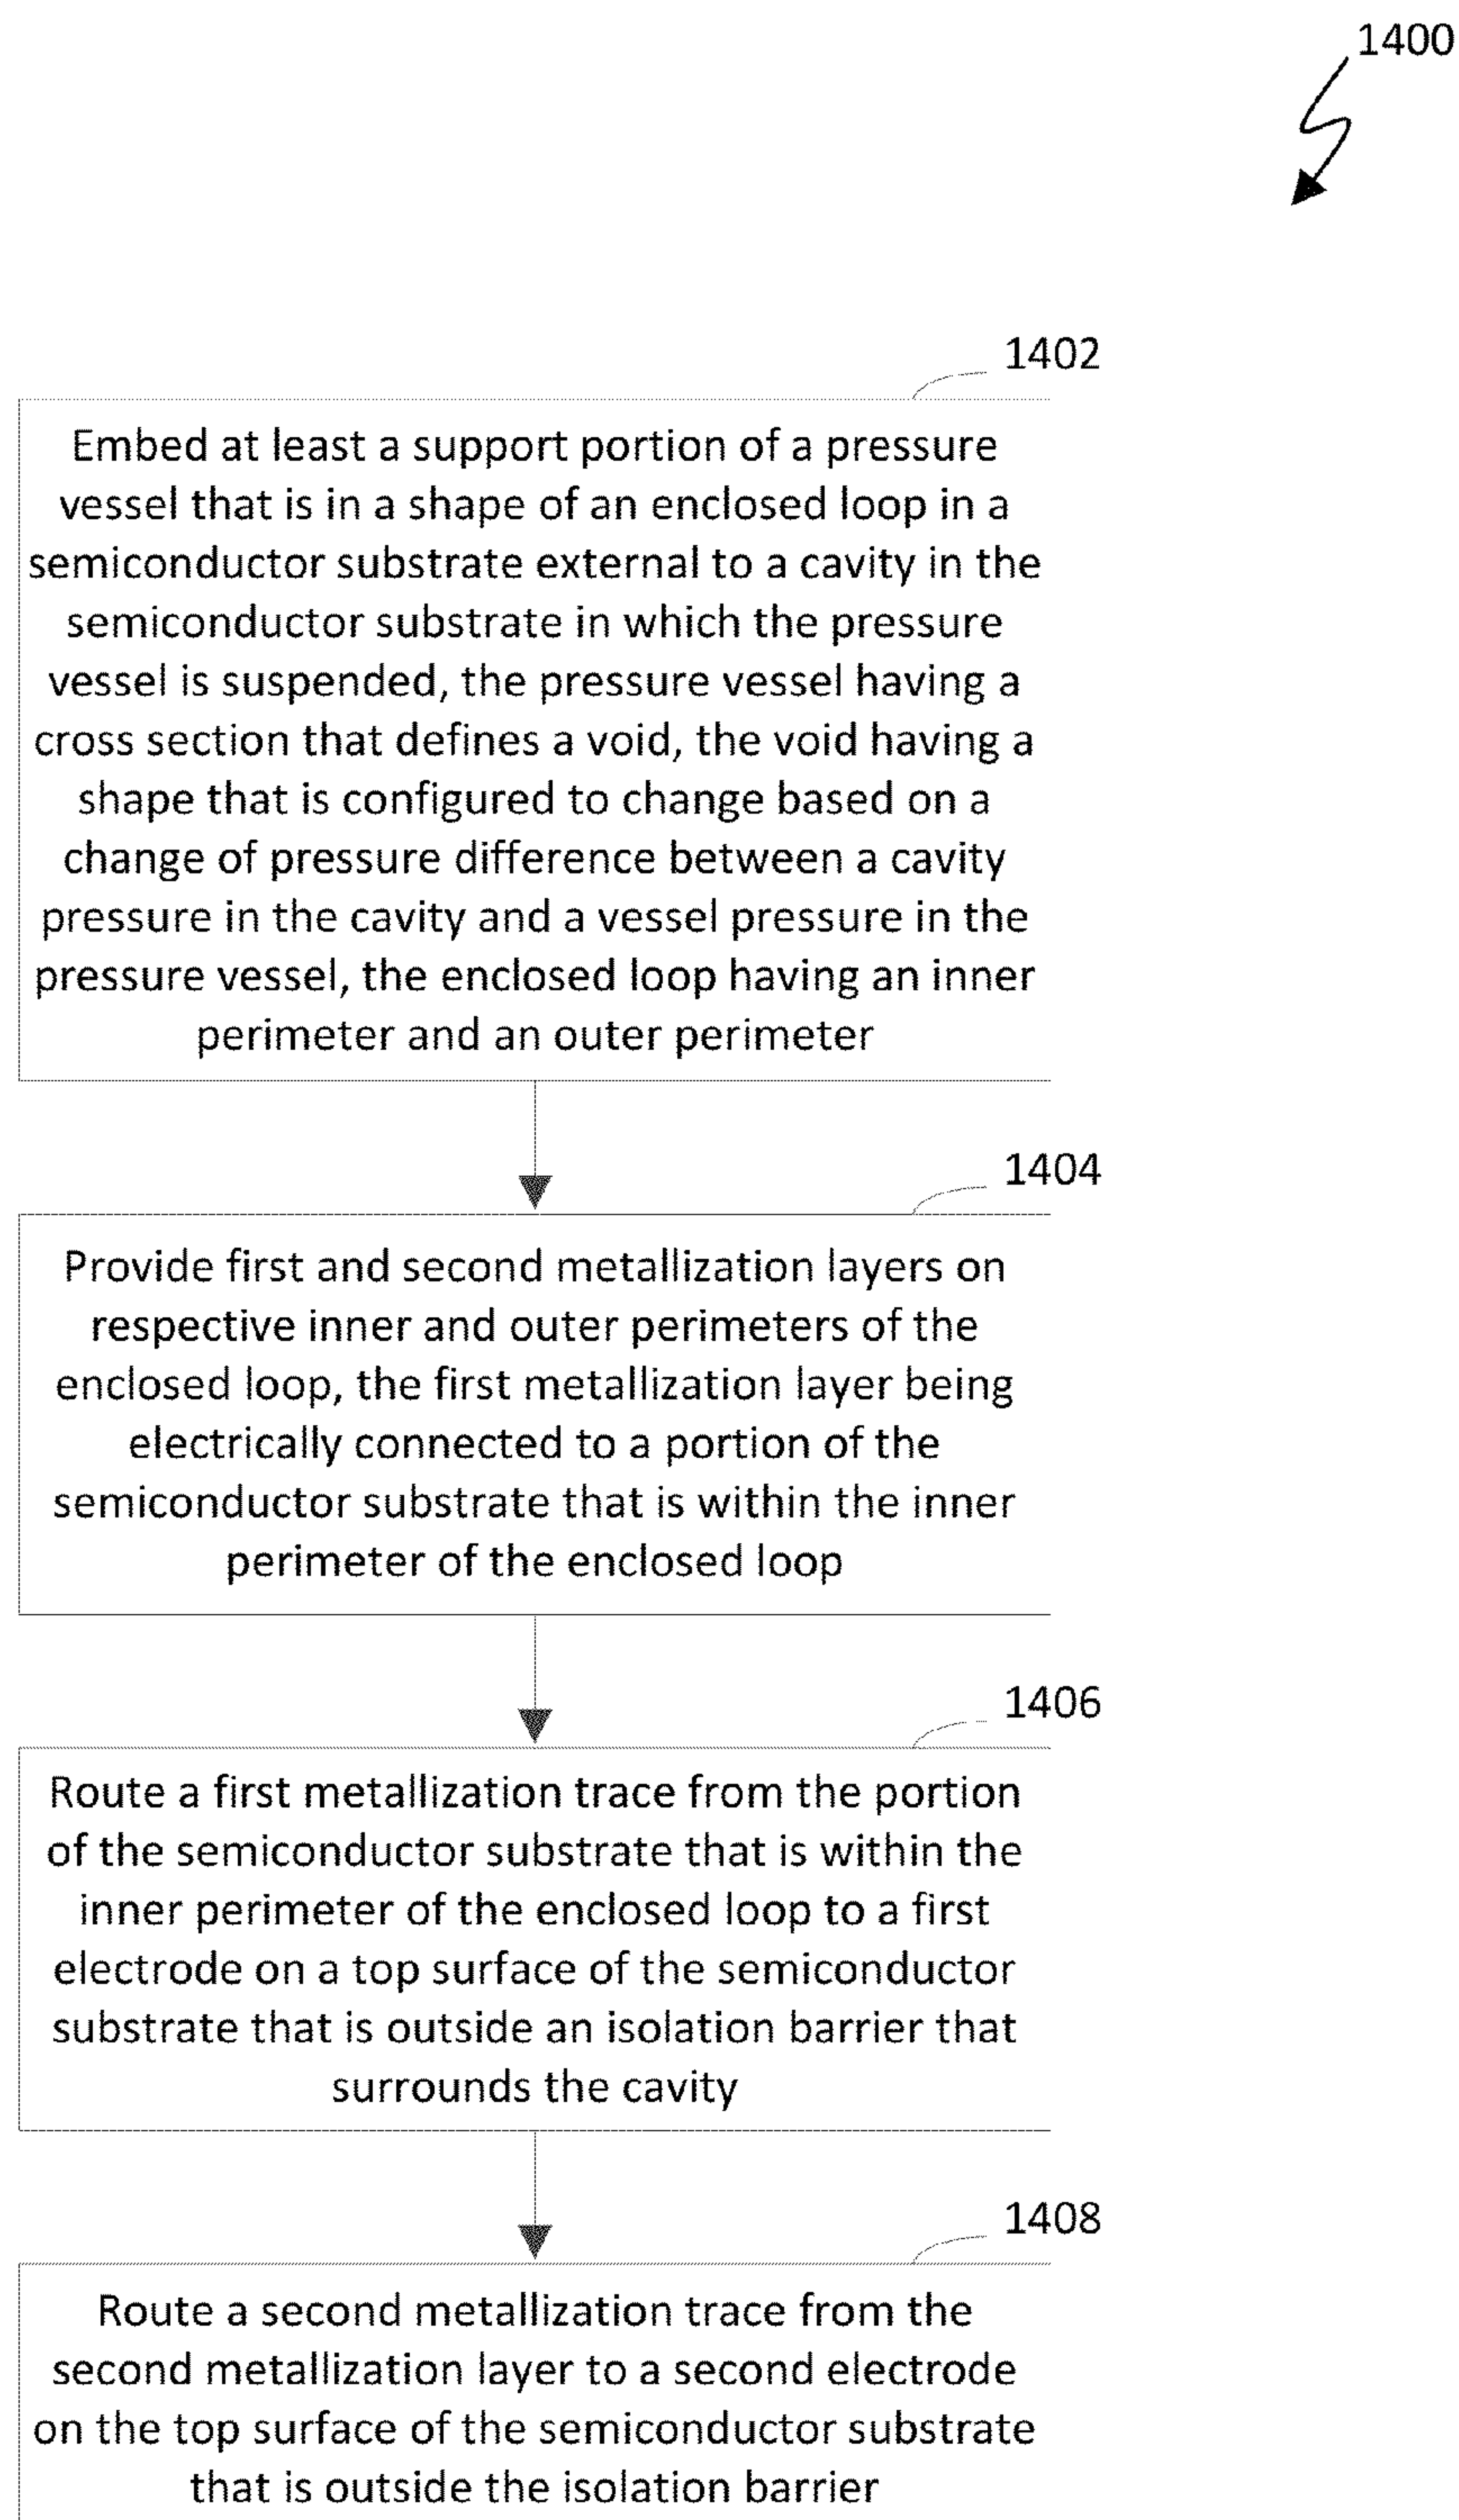 1400
1402
Embed at least a support portion of a pressure
vessel that is in a shape of an enclosed loop in a
semiconductor substrate external to a cavity in the
semiconductor substrate in which the pressure
vessel is suspended, the pressure vessel having a
cross section that defines a void, the void having a
shape that is configured to change based on a
change of pressure difference between a cavity
pressure in the cavity and a vessel pressure in the
pressure vessel, the enclosed loop having an inner
perimeter and an outer perimeter
1404
Provide first and second metallization layers on
respective inner and outer perimeters of the
enclosed loop, the first metallization layer being
electrically connected to a portion of the
semiconductor substrate that is within the inner
perimeter of the enclosed loop
1406
Route a first metallization trace from the portion
of the semiconductor substrate that is within the
inner perimeter of the enclosed loop to a first
electrode on a top surface of the semiconductor
substrate that is outside an isolation barrier that
surrounds the cavity
1408
Route a second metallization trace from the
second metallization layer to a second electrode
on the top surface of the semiconductor substrate
that is outside the isolation barrier